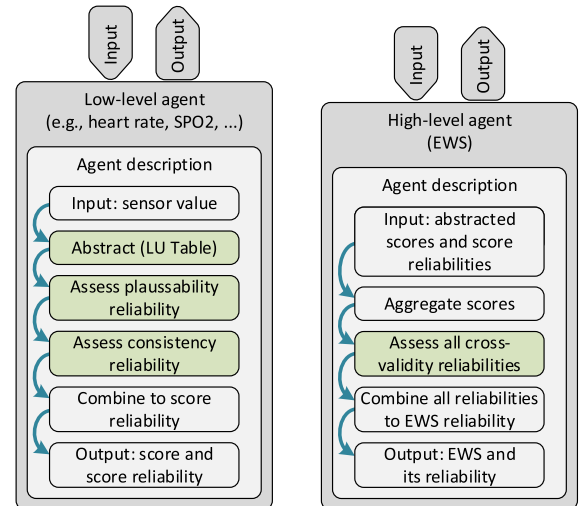 Input
Output
Low-level agent
(e.g., heart rate, SPO2, ...)
Agent description
Input: sensor value
Abstract (LU Table)
Assess plaussability
reliability
Assess consistency
reliability
Combine to score
reliability
Output: score and
score reliability
Input
Output
High-level agent
(EWS)
Agent description
Input: abstracted
scores and score
reliabilities
Aggregate scores
Assess all cross-
validity reliabilities
Combine all reliabilities
to EWS reliability
Output: EWS and
its reliability